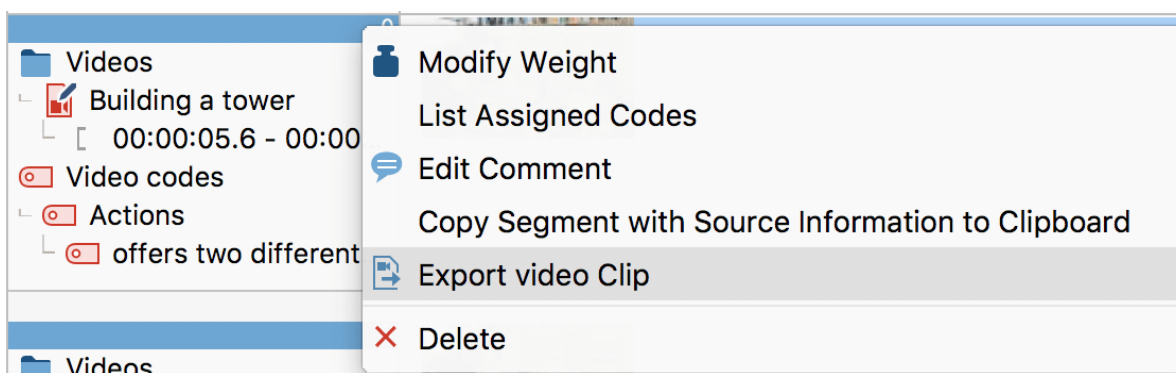 0
Videos
Building a tower
00:00:05.6 - 00:00
Video codes
Actions
offers two different
Videos
Modify Weight
List Assigned Codes
Edit Comment
Copy Segment with Source Information to Clipboard
Export video Clip
Delete